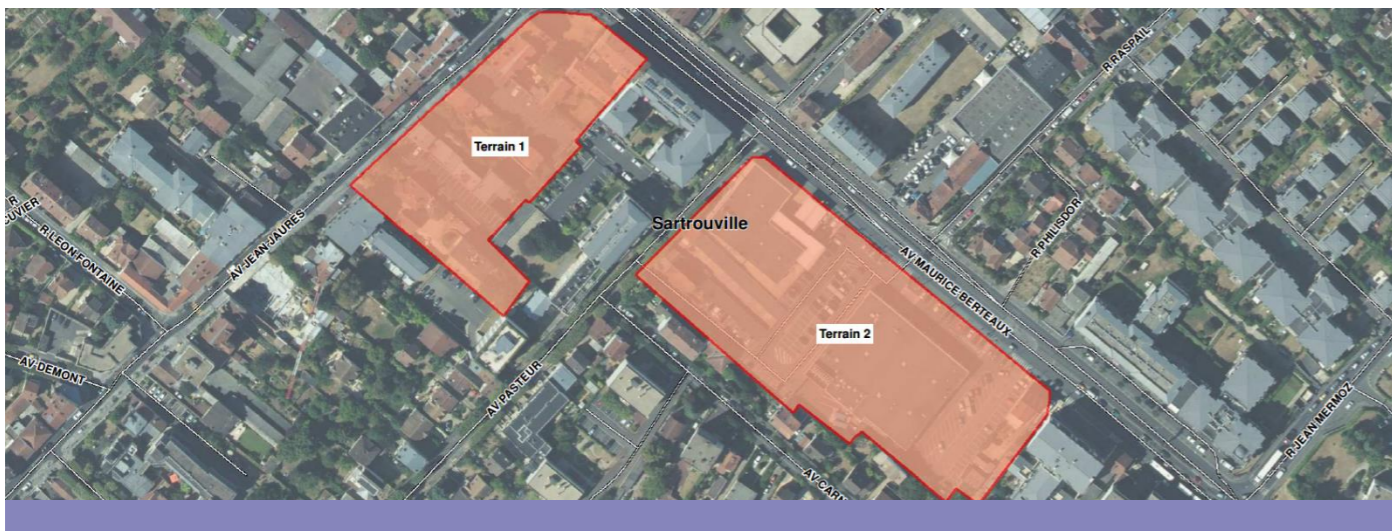 R RASPAIL
Terrain 1
R
CUVIER
R LEON FONTAINE
AV JEAN JAURES
Sartrouville
R PHILISDOR
AV MAURICE BERTEAUX
Terrain 2
AV DEMONT
AV PASTEUR
R JEAN MERMOZ